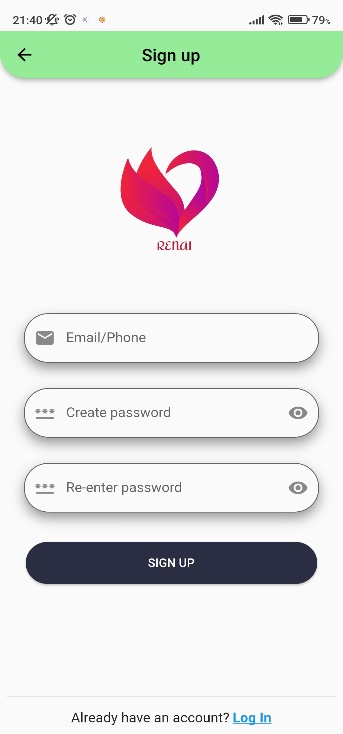 21:40
79%
Sign up
RENAI
Email/Phone
Create password
Re-enter password
SIGN UP
Already have an account? Log In